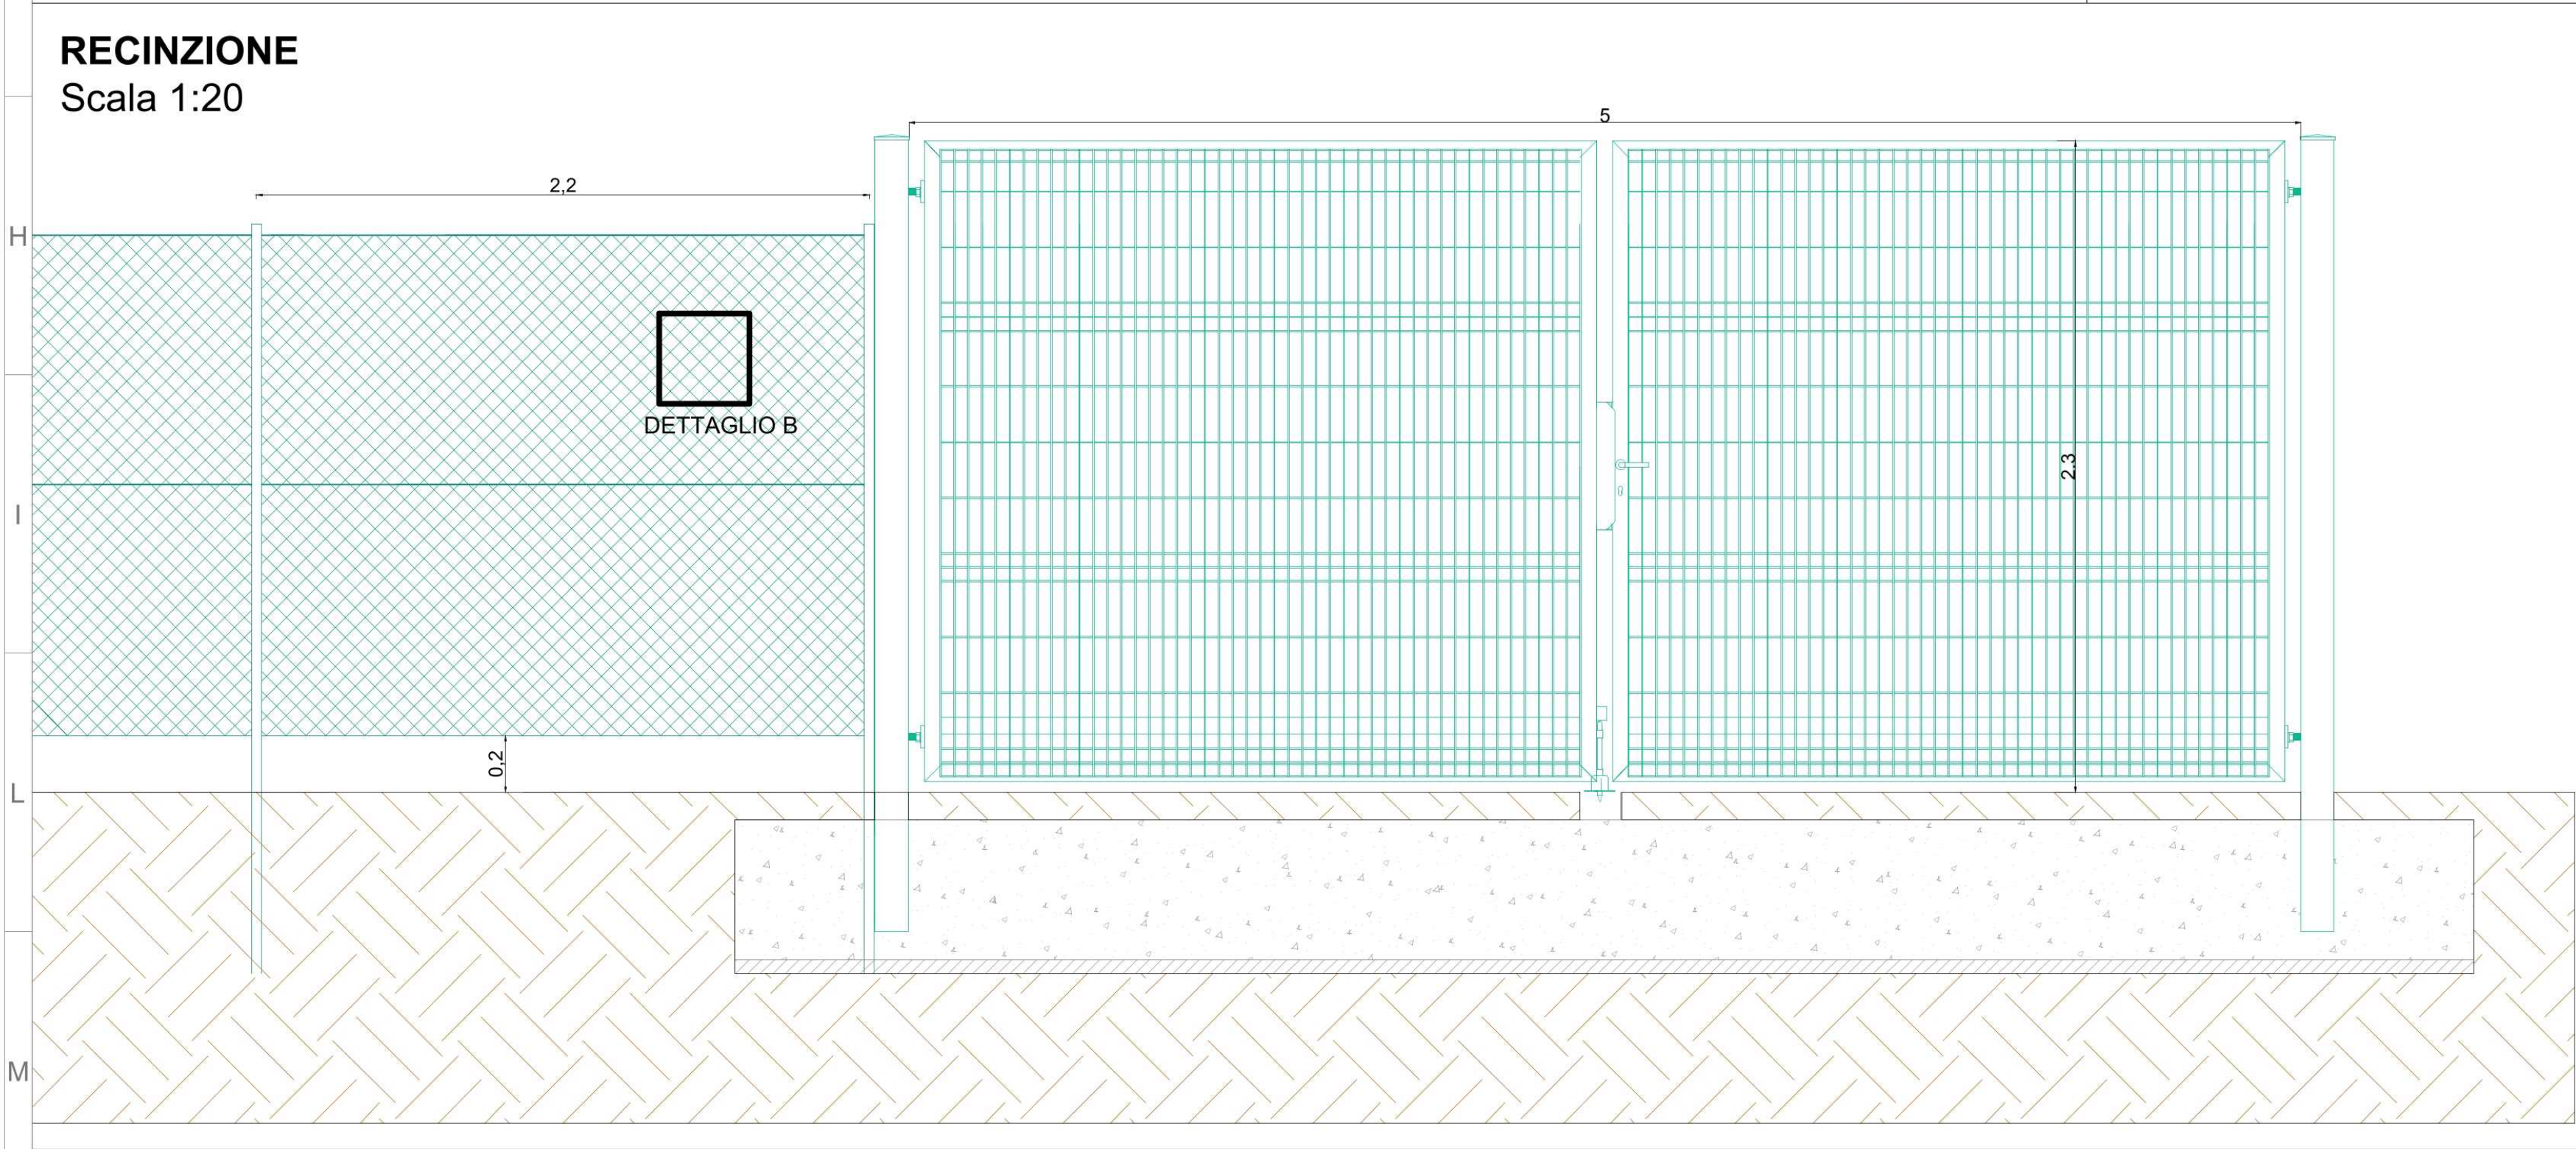 RECINZIONE
Scala 1:20
5
2,2
H
DETTAGLIO B
2.3
I
0,2
L
M